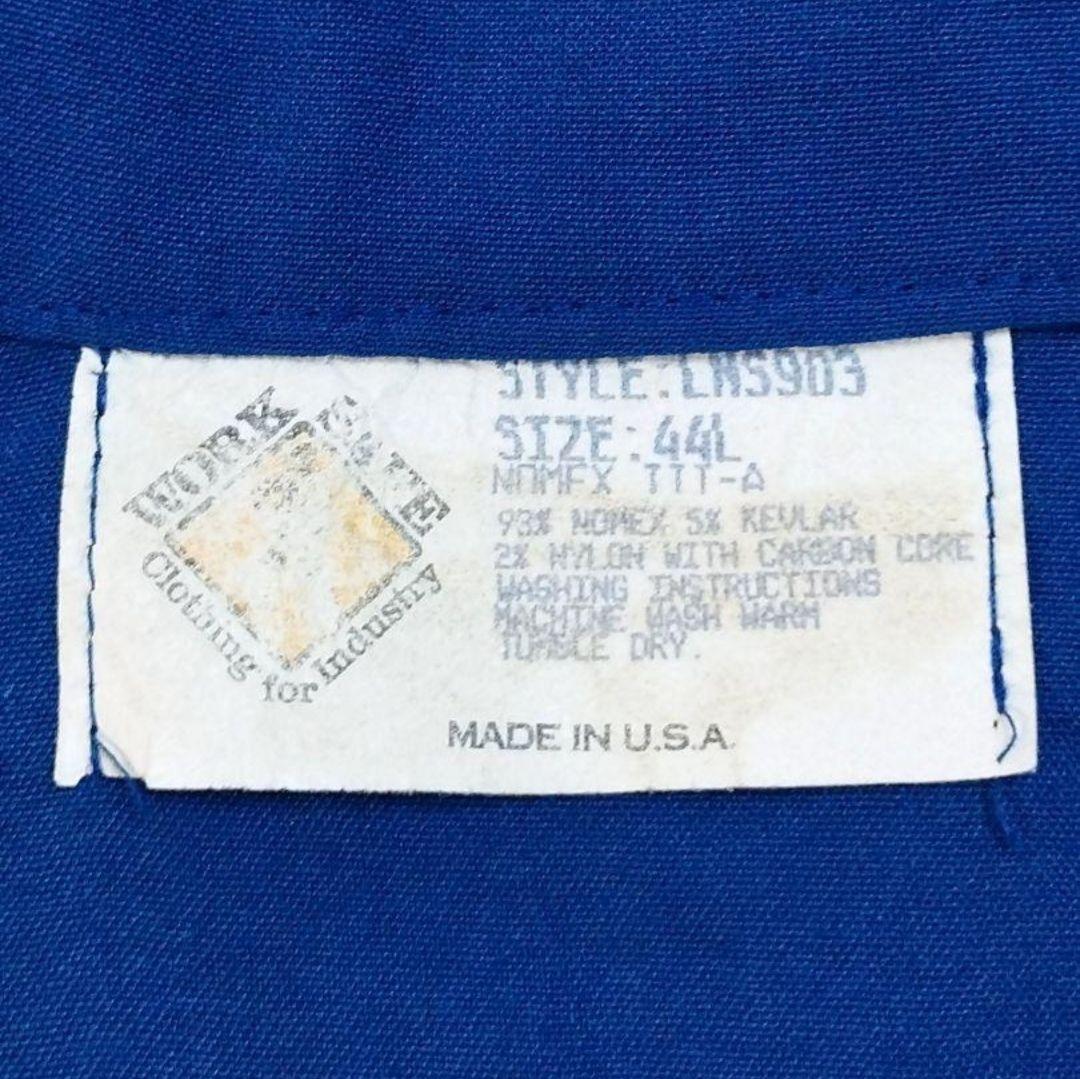 WORK
Clothing for Industry
STYLE:LNS903
SIZE:44L
NOMEX III-A
93% NOMEX 5% KEVLAR
2% NYLON WITH CARBON CORE
WASHING INSTRUCTIONS
MACHINE WASH WARM
TUMBLE DRY.
MADE IN U.S.A.